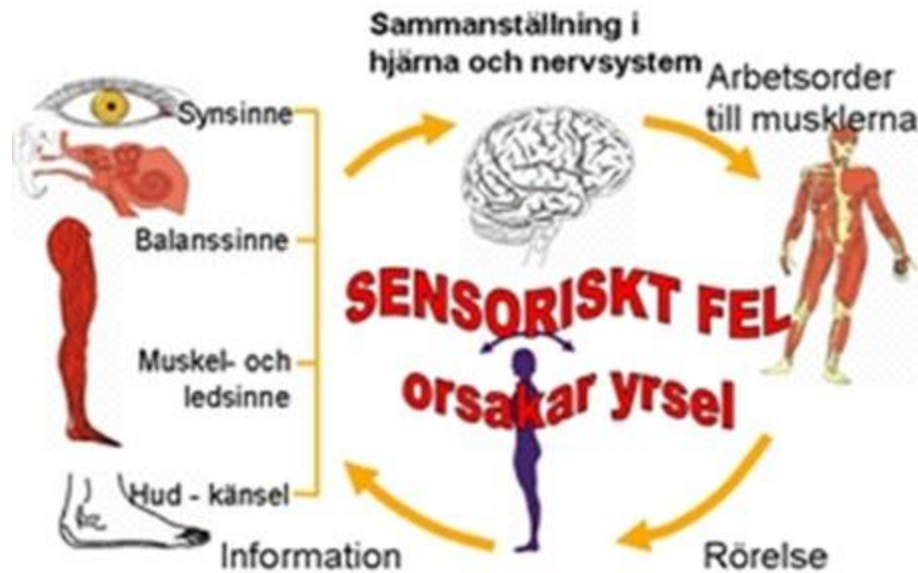 Sammanställning i
hjärna och nervsystem
Arbetsorder
till musklerna
Synsinne
Balanssinne
Muskel- och
ledsinne
Hud - känsel
SENSORISKT FEL
orsakar yrsel
Information
Rörelse